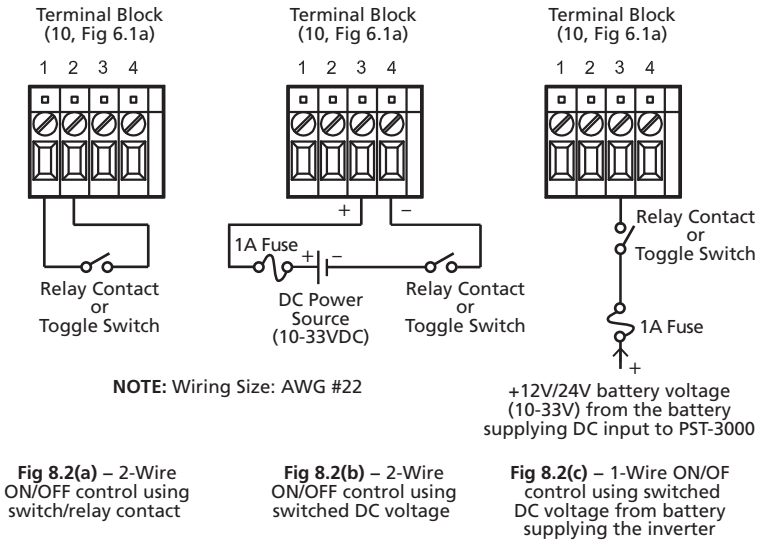 Terminal Block
(10, Fig 6.1a)
1 2 3 4
Relay Contact
or
Toggle Switch
Terminal Block
(10, Fig 6.1a)
1 2 3 4
+ –
1A Fuse
+ –
DC Power
Source
(10-33VDC)
Relay Contact
or
Toggle Switch
Terminal Block
(10, Fig 6.1a)
1 2 3 4
Relay Contact
or
Toggle Switch
1A Fuse
+
+12V/24V battery voltage
(10-33V) from the battery
supplying DC input to PST-3000
NOTE: Wiring Size: AWG #22
Fig 8.2(a) – 2-Wire
ON/OFF control using
switch/relay contact
Fig 8.2(b) – 2-Wire
ON/OFF control using
switched DC voltage
Fig 8.2(c) – 1-Wire ON/OF
control using switched
DC voltage from battery
supplying the inverter